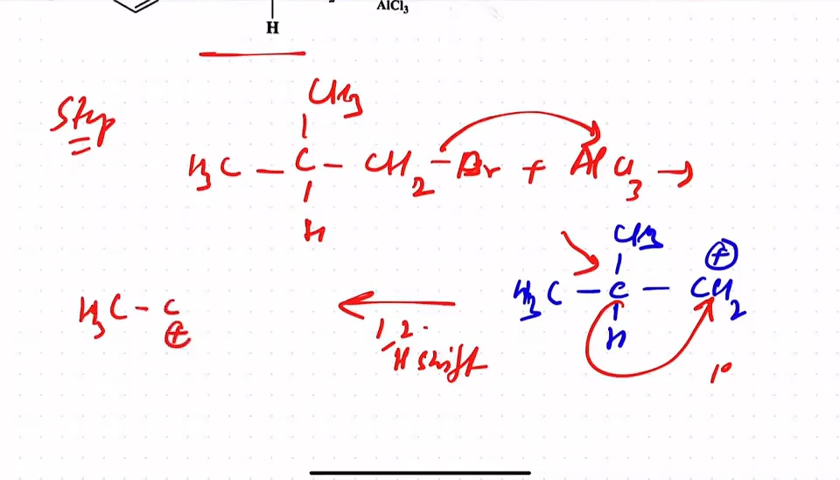 AlCl₃
H
Step
CH₃
H₃C – C – CH₂ – Br + AlCl₃ →
H
CH₃
H₃C – C – CH₂ ⊕
H
1°
1,2-
H shift
H₃C – C
⊕